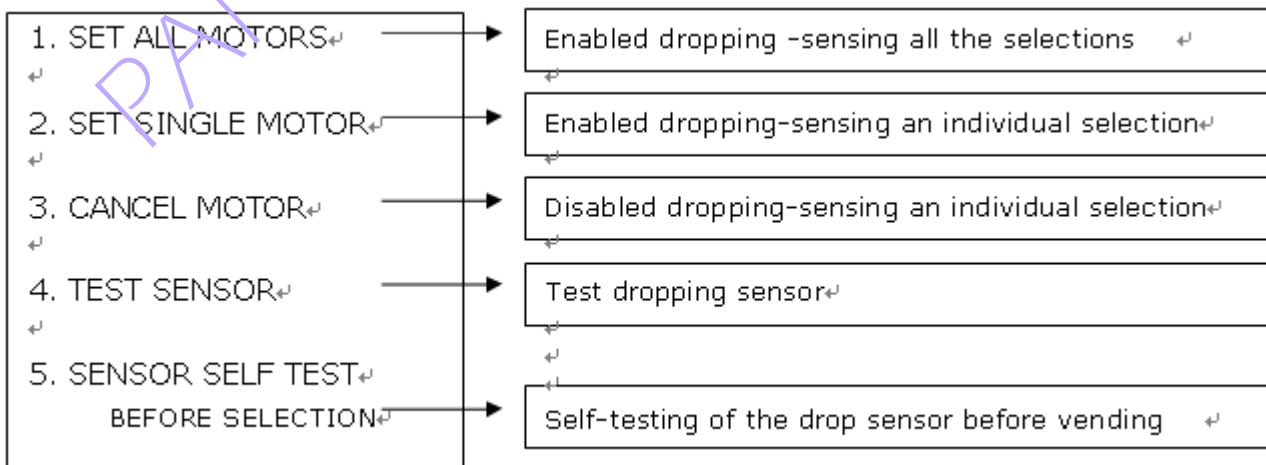 1. SET ALL MOTORS
Enabled dropping -sensing all the selections
2. SET SINGLE MOTOR
Enabled dropping-sensing an individual selection
3. CANCEL MOTOR
Disabled dropping-sensing an individual selection
4. TEST SENSOR
Test dropping sensor
5. SENSOR SELF TEST
BEFORE SELECTION
Self-testing of the drop sensor before vending